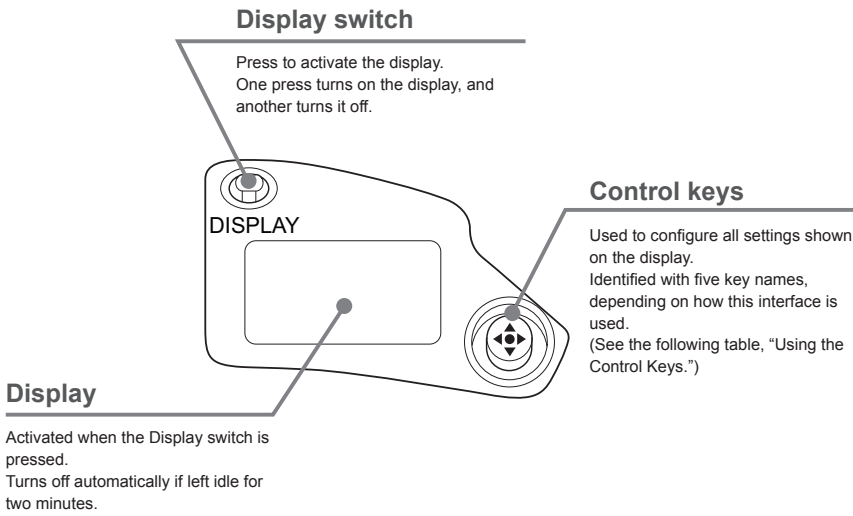 Display switch
Press to activate the display.
One press turns on the display, and
another turns it off.
DISPLAY
Control keys
Used to configure all settings shown
on the display.
Identified with five key names,
depending on how this interface is
used.
(See the following table, “Using the
Control Keys.”)
Display
Activated when the Display switch is
pressed.
Turns off automatically if left idle for
two minutes.